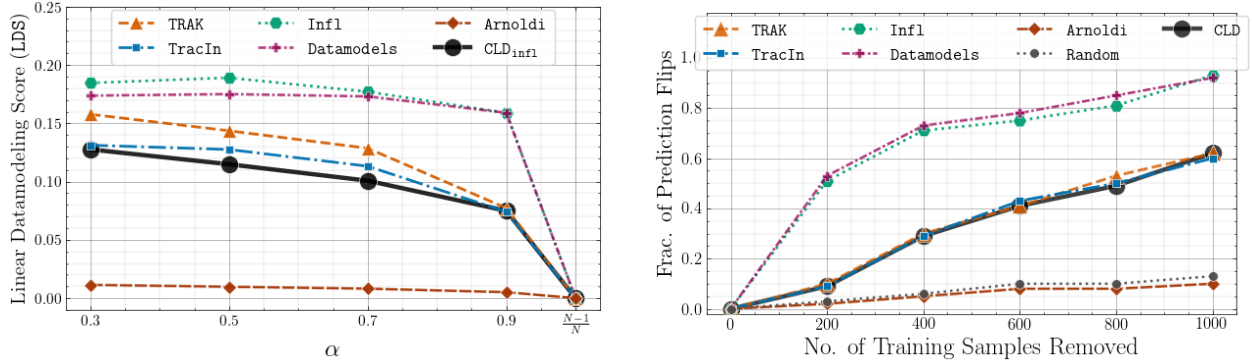 TRAK Infl Arnoldi
TracIn Datamodels CLD_infl
Linear Datamodeling Score (LDS)
0.25
0.20
0.15
0.10
0.05
0.00
0.3 0.5 0.7 0.9 N−1/N
α
TRAK Infl Arnoldi CLD
TracIn Datamodels Random
Frac. of Prediction Flips
1.0
0.8
0.6
0.4
0.2
0.0
0 200 400 600 800 1000
No. of Training Samples Removed